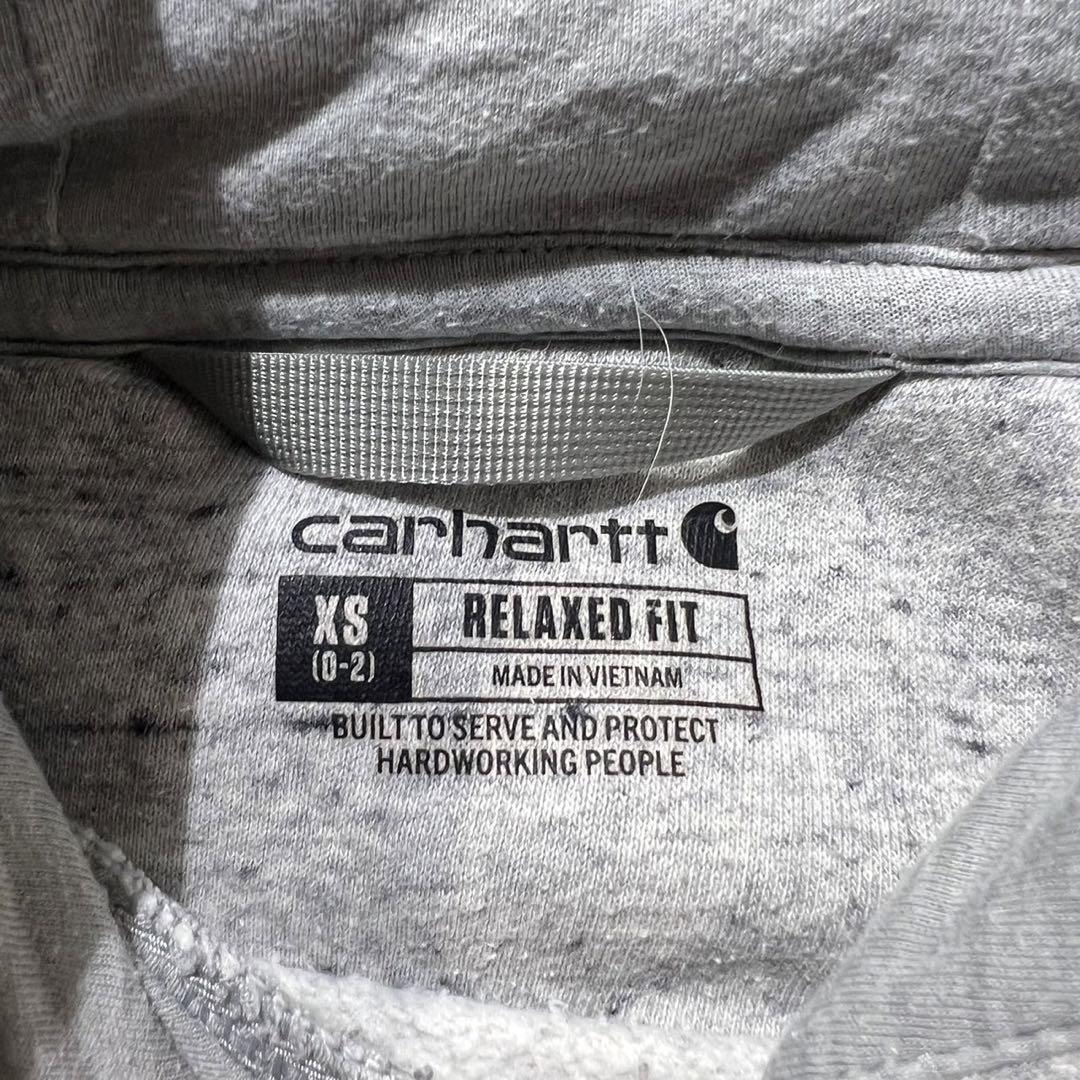 carhartt
XS
(0-2)
RELAXED FIT
MADE IN VIETNAM
BUILT TO SERVE AND PROTECT
HARDWORKING PEOPLE